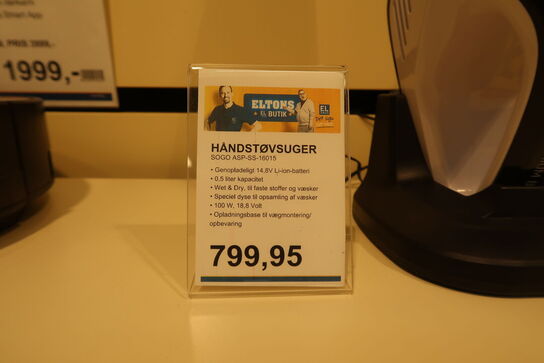 1999,-
ELTONS
EL BUTIK
EL
HÅNDSTØVSUGER
SOGO ASP-SS-16015
• Genopladeligt 14,8V Li-ion-batteri
• 0,5 liter kapacitet
• Wet & Dry, til faste stoffer og væsker
• Speciel dyse til opsamling af væsker
• 100 W, 18,8 Volt
• Opladningsbase til vægmontering/
opbevaring
799,95